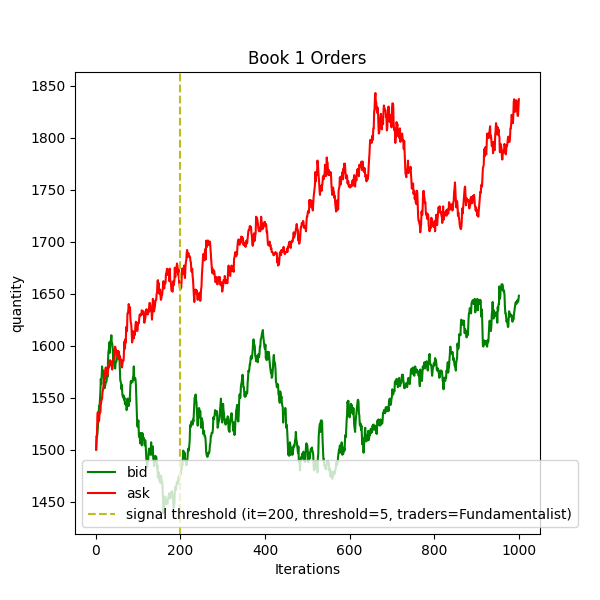 Book 1 Orders
1850
1800
1750
1700
1650
1600
1550
1500
1450
quantity
bid
ask
signal threshold (it=200, threshold=5, traders=Fundamentalist)
0 200 400 600 800 1000
Iterations